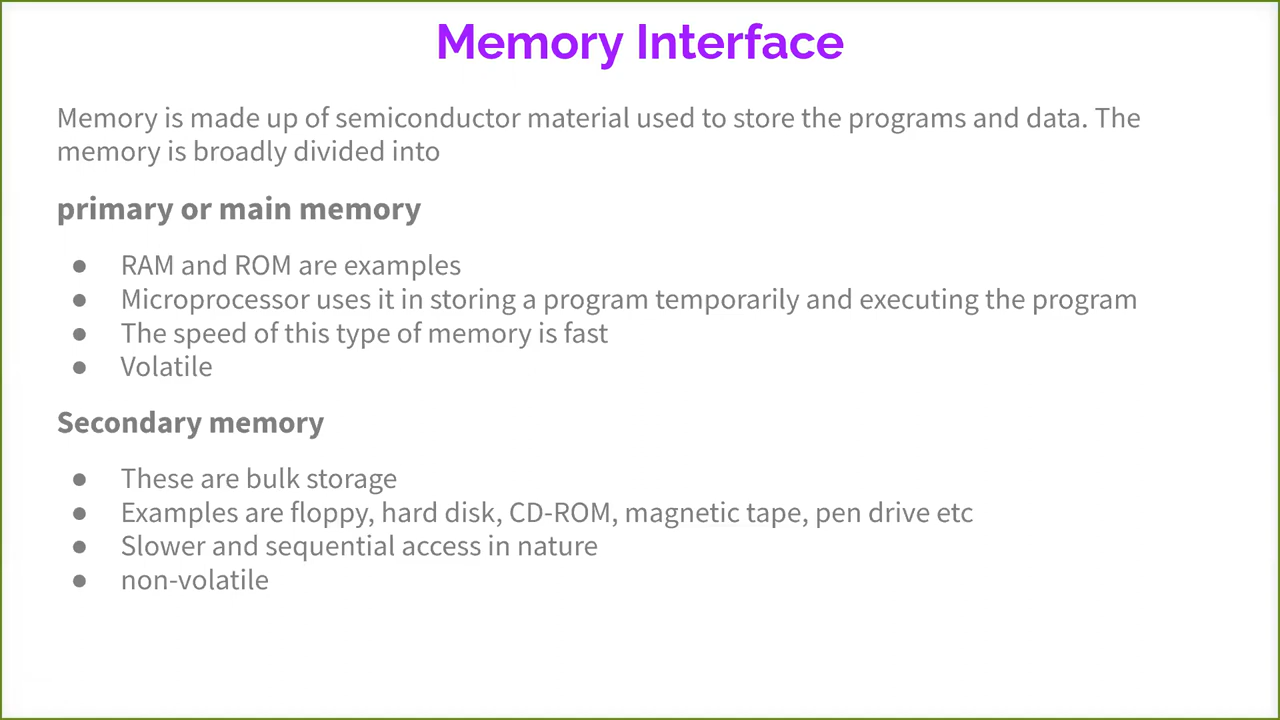 Memory Interface
Memory is made up of semiconductor material used to store the programs and data. The
memory is broadly divided into
primary or main memory
● RAM and ROM are examples
● Microprocessor uses it in storing a program temporarily and executing the program
● The speed of this type of memory is fast
● Volatile
Secondary memory
● These are bulk storage
● Examples are floppy, hard disk, CD-ROM, magnetic tape, pen drive etc
● Slower and sequential access in nature
● non-volatile